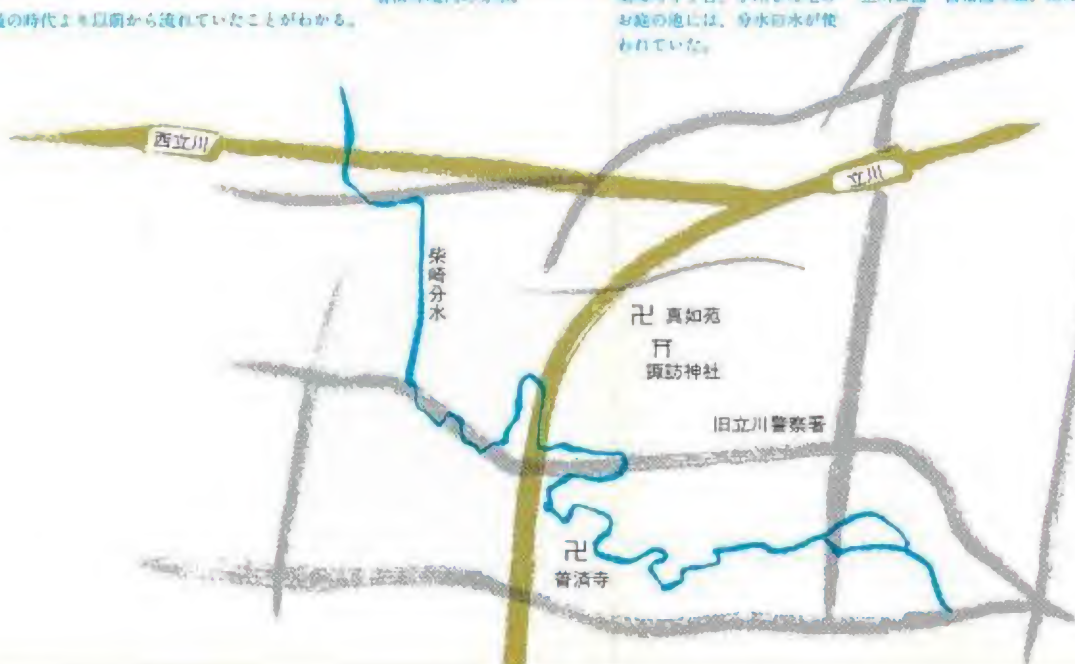 の時代より以前から流れていたことがわかる。
お庭の池には、分水の水が使
われていた。
西立川
立川
柴崎分水
卍 真如苑
諏訪神社
旧立川警察署
卍
普済寺